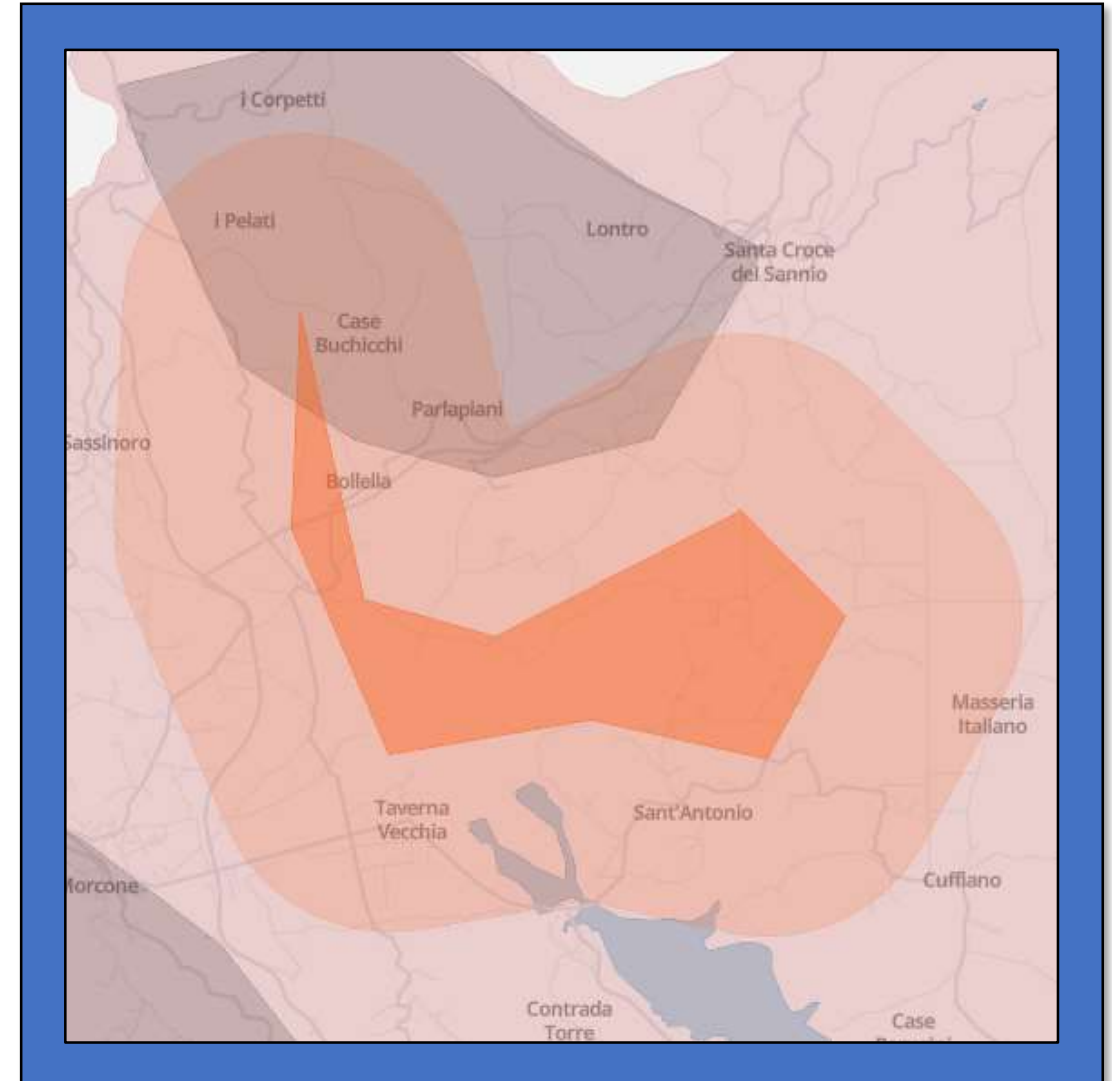 i Corpetti
i Pelati
Lontro
Santa Croce
del Sannio
Case
Buchicchi
Parlapiani
Sassinoro
Bollella
Masseria
Italiano
Taverna
Vecchia
Sant'Antonio
Morcone
Cuffiano
Contrada
Torre
Case